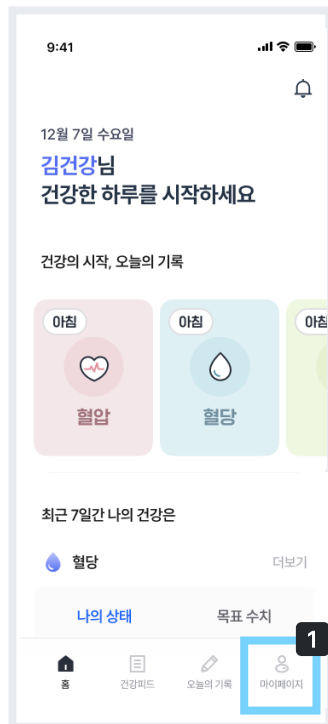 9:41
12월 7일 수요일
김건강님
건강한 하루를 시작하세요
건강의 시작, 오늘의 기록
아침
아침
혈압
혈당
최근 7일간 나의 건강은
혈당
더보기
나의 상태
목표 수치
1
홈
건강피드
오늘의 기록
마이페이지